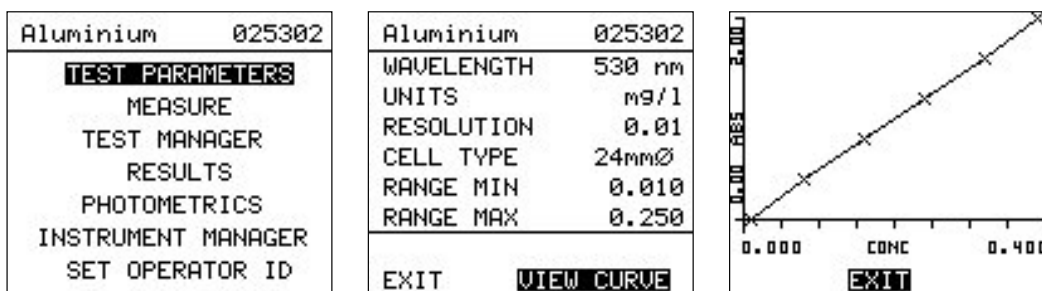 Aluminium 025302
TEST PARAMETERS
MEASURE
TEST MANAGER
RESULTS
PHOTOMETRICS
INSTRUMENT MANAGER
SET OPERATOR ID
Aluminium 025302
WAVELENGTH 530 nm
UNITS mg/l
RESOLUTION 0.01
CELL TYPE 24mmØ
RANGE MIN 0.010
RANGE MAX 0.250
EXIT VIEW CURVE
2.00
ABS
0.00
0.000 CONC 0.400
EXIT